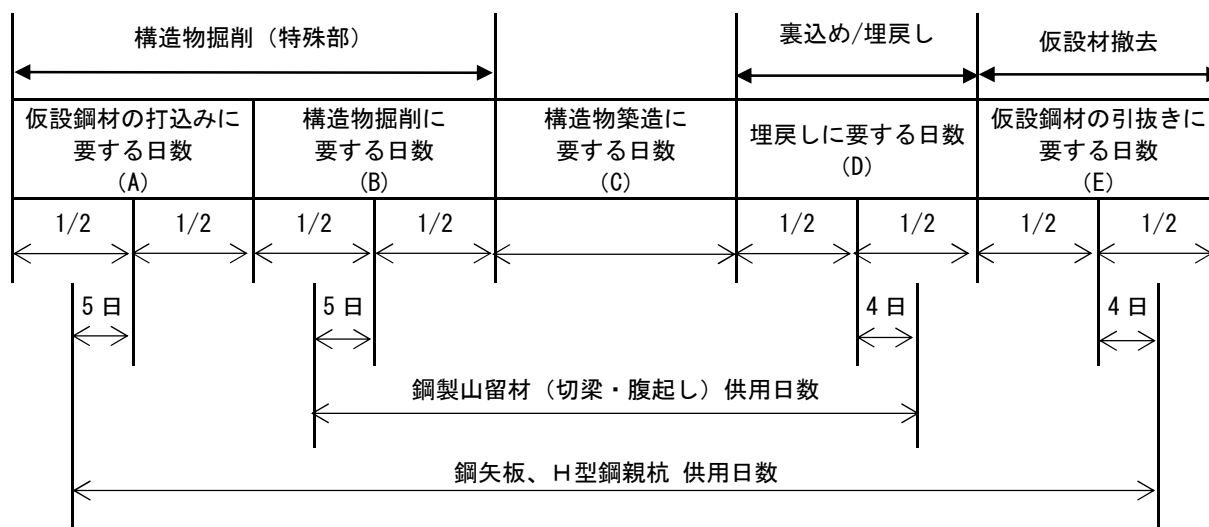 構造物掘削（特殊部）
裏込め/埋戻し
仮設材撤去
仮設鋼材の打込みに
要する日数
(A)
構造物掘削に
要する日数
(B)
構造物築造に
要する日数
(C)
埋戻しに要する日数
(D)
仮設鋼材の引抜きに
要する日数
(E)
1/2
1/2
1/2
1/2
1/2
1/2
1/2
1/2
5日
5日
4日
4日
鋼製山留材（切梁・腹起し）供用日数
鋼矢板、Ｈ型鋼親杭 供用日数